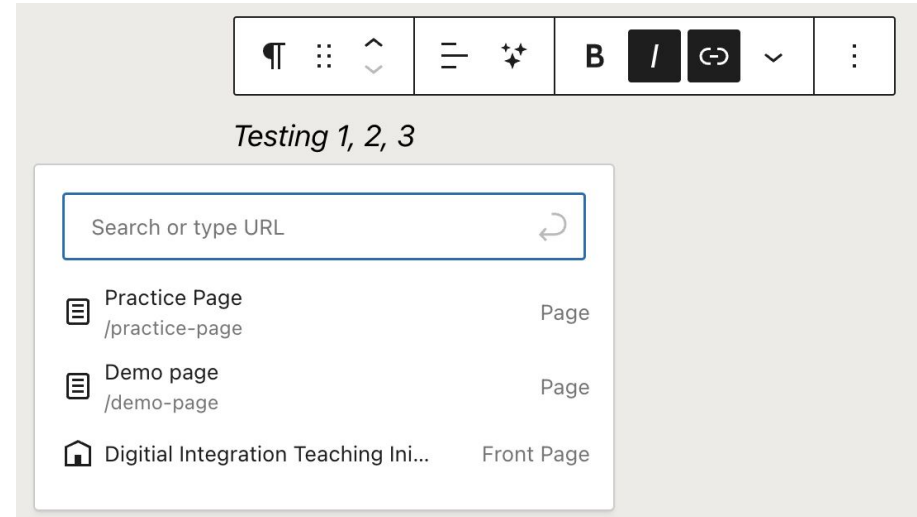 B I
Testing 1, 2, 3
Search or type URL
Practice Page
/practice-page
Page
Demo page
/demo-page
Page
Digitial Integration Teaching Ini... Front Page